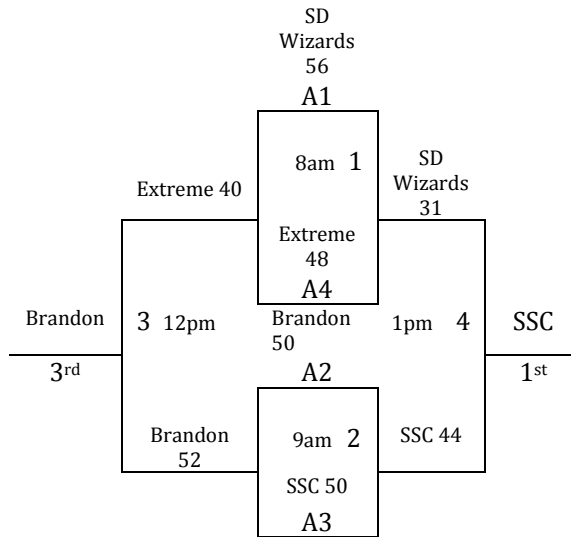 SD
Wizards
56
A1
8am 1
SD
Wizards
31
Extreme 40
Extreme
48
A4
Brandon
3 12pm
Brandon
50
1pm 4
SSC
3rd
A2
1st
Brandon
52
9am 2
SSC 44
SSC 50
A3